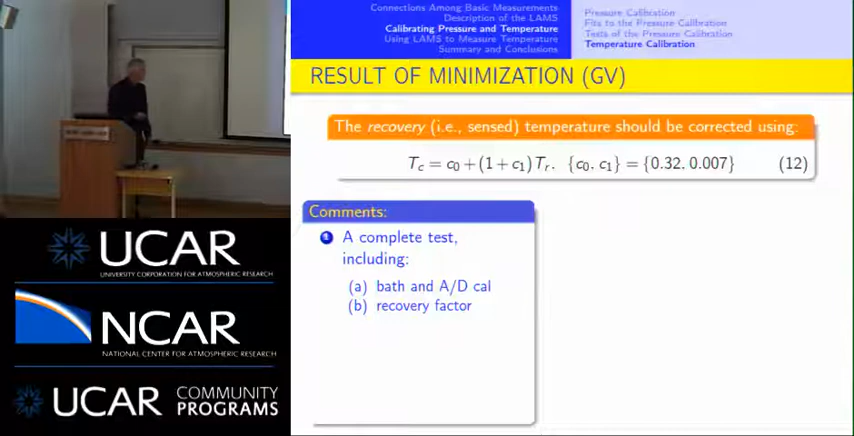 Connections Among Basic Measurements
Description of the LAMS
Calibrating Pressure and Temperature
Using LAMS to Measure Temperature
Summary and Conclusions
Pressure Calibration
Fits to the Pressure Calibration
Tests of the Pressure Calibration
Temperature Calibration
RESULT OF MINIMIZATION (GV)
The recovery (i.e., sensed) temperature should be corrected using:
T_c = c_0 + (1 + c_1) T_r. {c_0, c_1} = {0.32, 0.007} (12)
Comments:
1 A complete test,
including:
(a) bath and A/D cal
(b) recovery factor
UCAR
UNIVERSITY CORPORATION FOR ATMOSPHERIC RESEARCH
NCAR
NATIONAL CENTER FOR ATMOSPHERIC RESEARCH
UCAR COMMUNITY
PROGRAMS